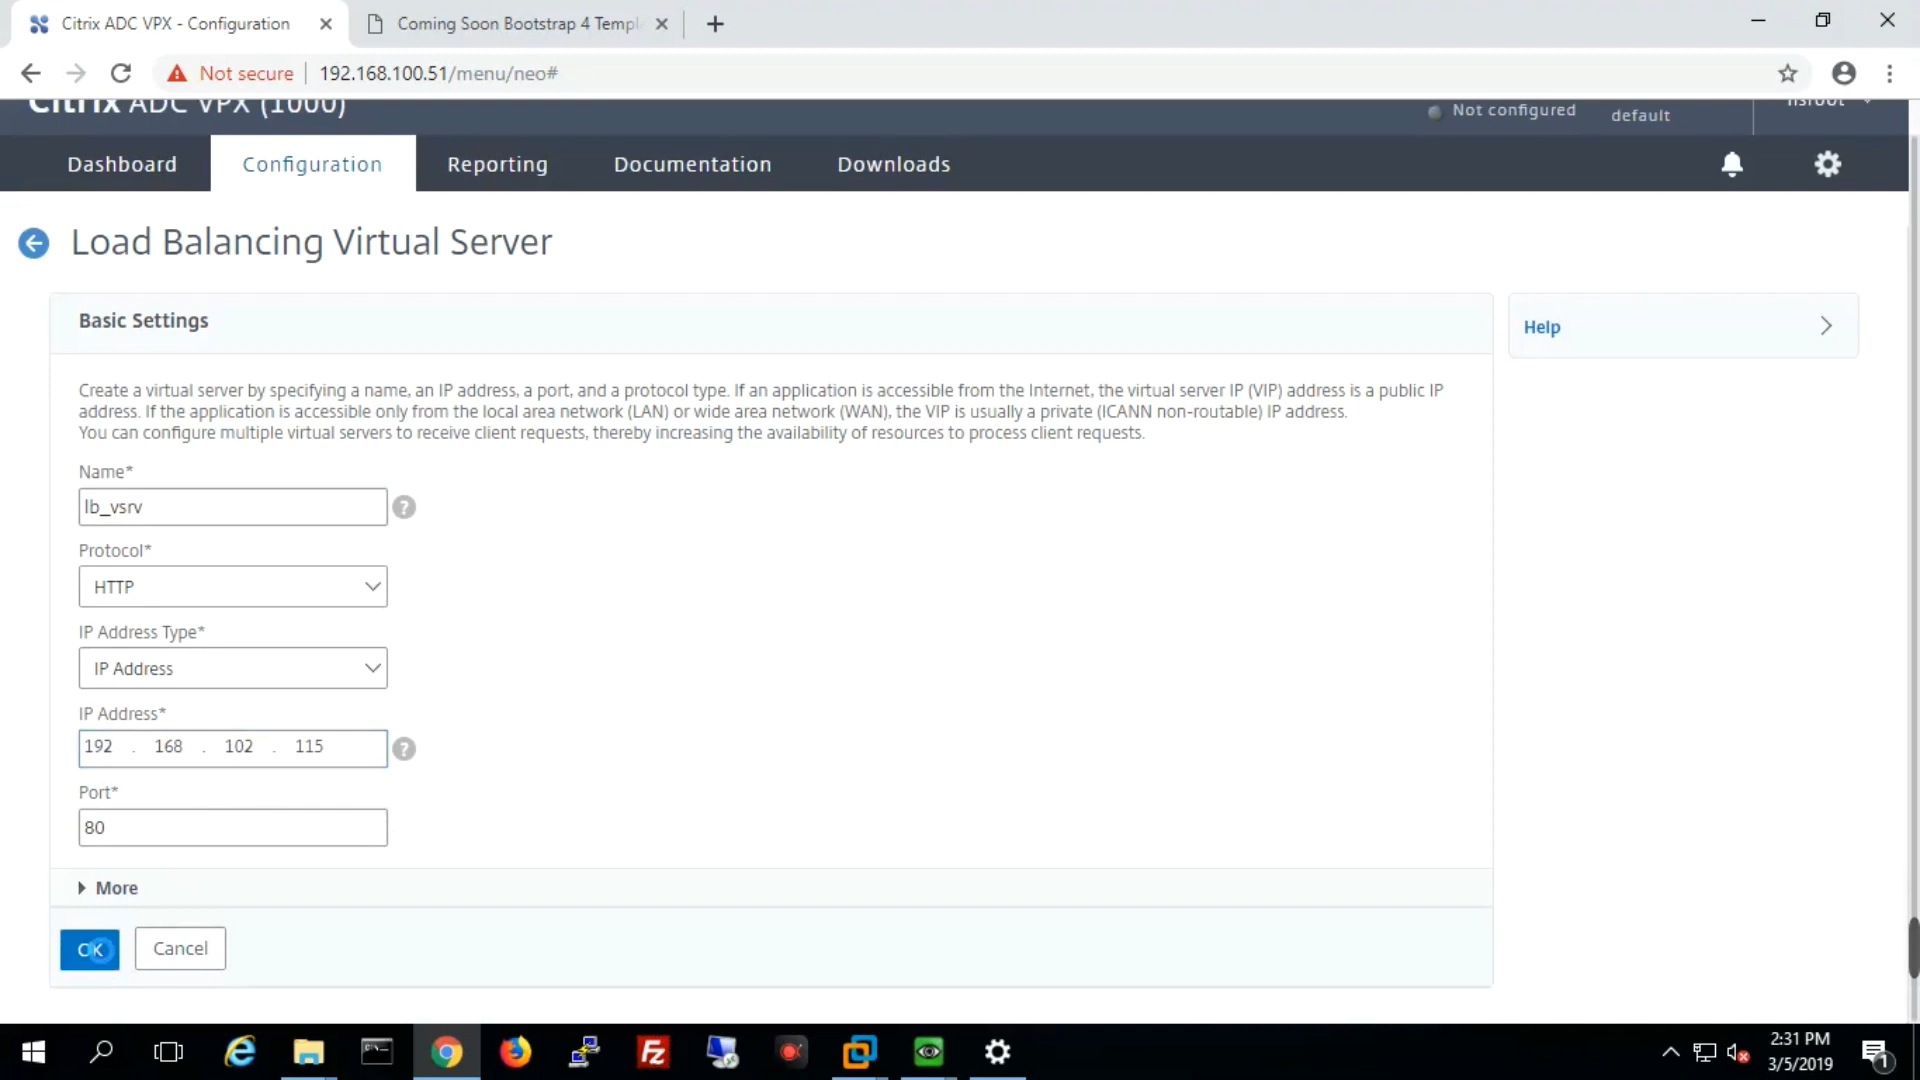 Citrix ADC VPX - Configuration
Coming Soon Bootstrap 4 Templ
Not secure
192.168.100.51/menu/neo#
Citrix ADC VPX (1000)
Not configured
default
nsroot
Dashboard
Configuration
Reporting
Documentation
Downloads
Load Balancing Virtual Server
Basic Settings
Help
Create a virtual server by specifying a name, an IP address, a port, and a protocol type. If an application is accessible from the Internet, the virtual server IP (VIP) address is a public IP
address. If the application is accessible only from the local area network (LAN) or wide area network (WAN), the VIP is usually a private (ICANN non-routable) IP address.
You can configure multiple virtual servers to receive client requests, thereby increasing the availability of resources to process client requests.
Name*
lb_vsrv
?
Protocol*
HTTP
IP Address Type*
IP Address
IP Address*
192 . 168 . 102 . 115
?
Port*
80
More
OK
Cancel
2:31 PM
3/5/2019
1